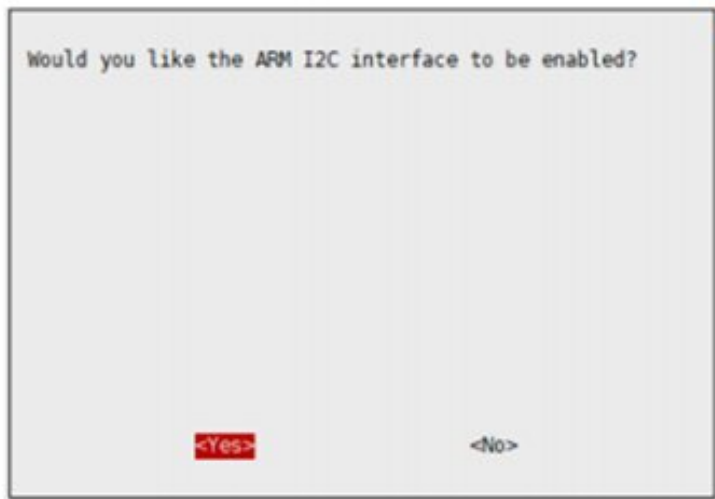 Would you like the ARM I2C interface to be enabled?
<Yes> <No>